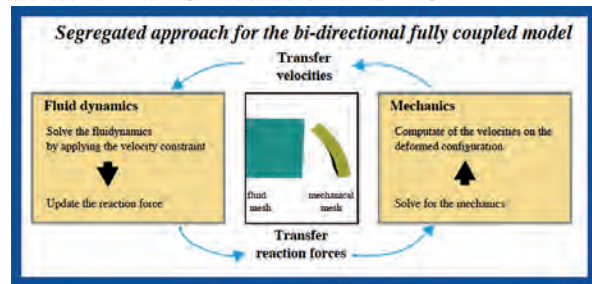 Segregated approach for the bi-directional fully coupled model
Transfer
velocities
Fluid dynamics
Solve the fluidynamics
by applying the velocity constraint
Update the reaction force
fluid
mesh
mechanical
mesh
Mechanics
Computate of the velocities on the
deformed configuration.
Solve for the mechanics
Transfer
reaction forces